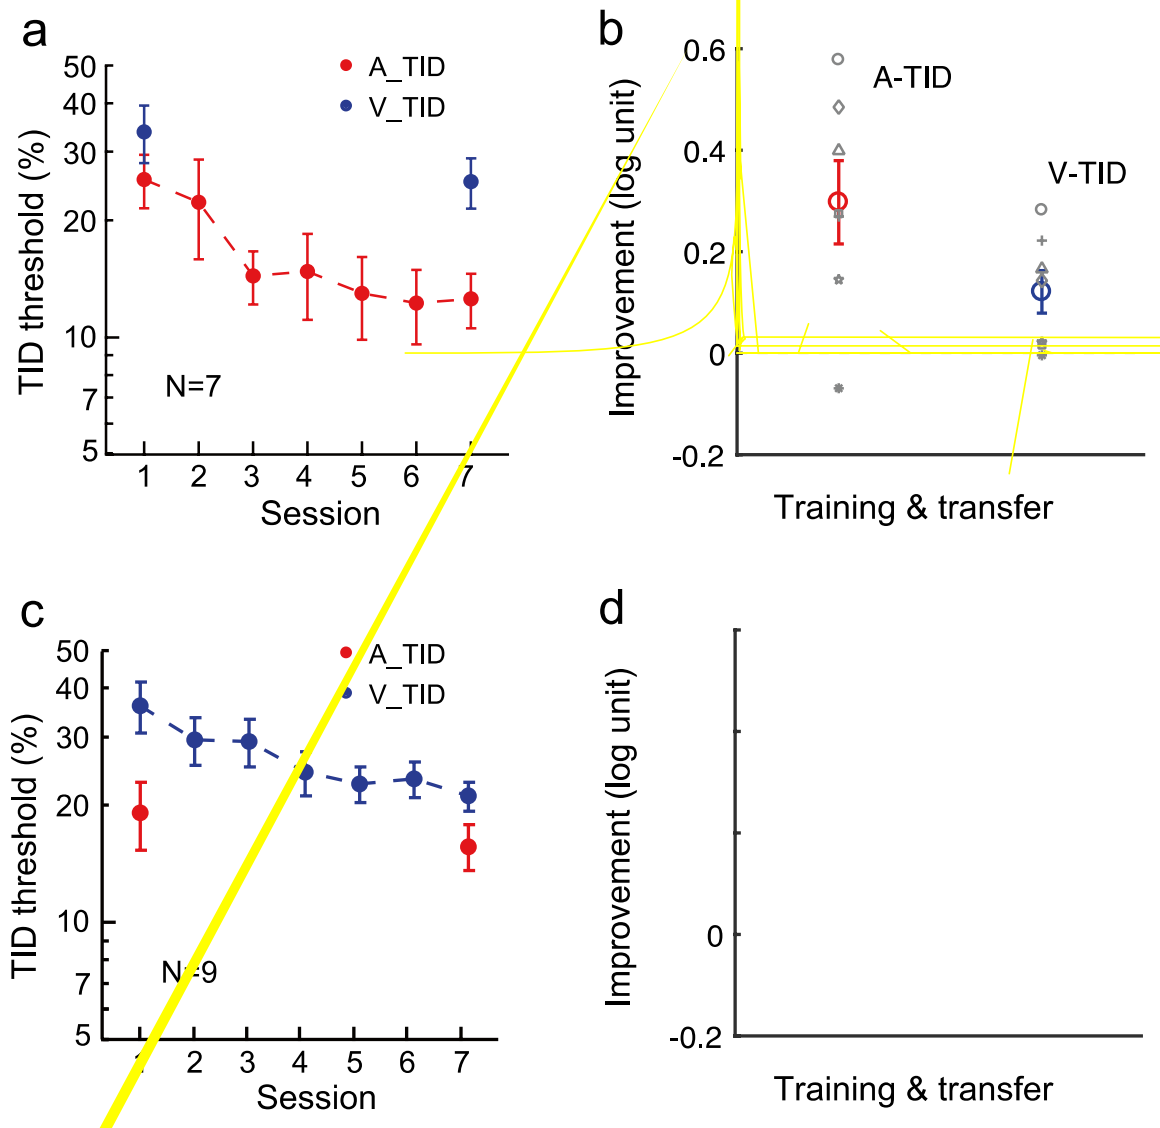 a
50
40
30
20
10
7
5
TID threshold (%)
A_TID
V_TID
N=7
1 2 3 4 5 6 7
Session
b
0.6
0.4
0.2
0
-0.2
Improvement (log unit)
A-TID
V-TID
Training & transfer
c
50
40
30
20
10
7
5
TID threshold (%)
A_TID
V_TID
N=9
1 2 3 4 5 6 7
Session
d
0
-0.2
Improvement (log unit)
Training & transfer